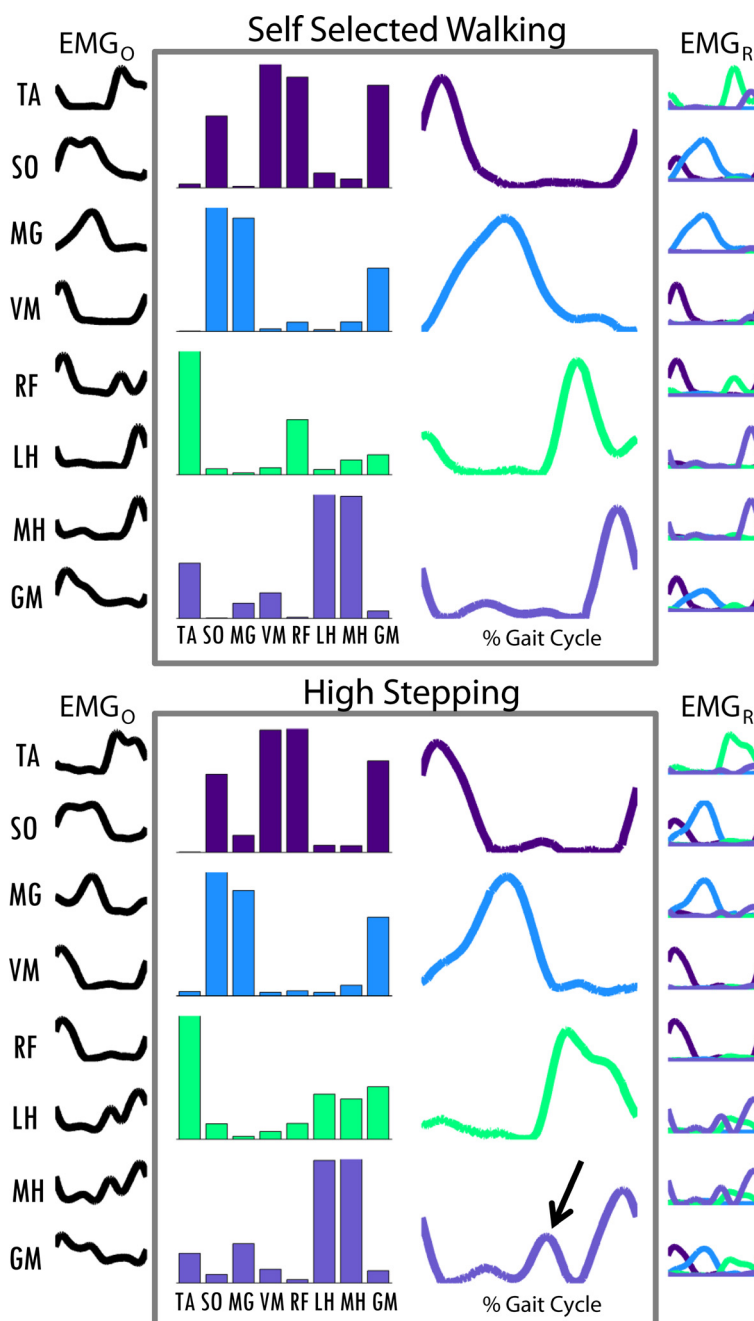 Self Selected Walking
EMGO EMGR
TA
SO
MG
VM
RF
LH
MH
GM
TA SO MG VM RF LH MH GM
% Gait Cycle
High Stepping
EMGO EMGR
TA
SO
MG
VM
RF
LH
MH
GM
TA SO MG VM RF LH MH GM
% Gait Cycle